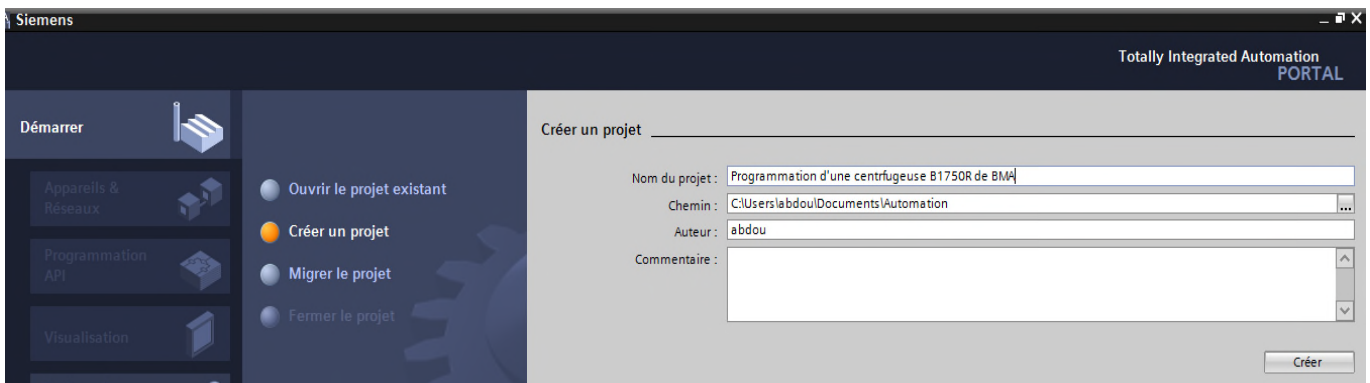 Siemens
Totally Integrated Automation
PORTAL
Démarrer
Appareils &
Réseaux
Programmation
API
Visualisation
Ouvrir le projet existant
Créer un projet
Migrer le projet
Fermer le projet
Créer un projet
Nom du projet : Programmation d'une centrfugeuse B1750R de BMA
Chemin : C:\Users\abdou\Documents\Automation
...
Auteur : abdou
Commentaire :
Créer